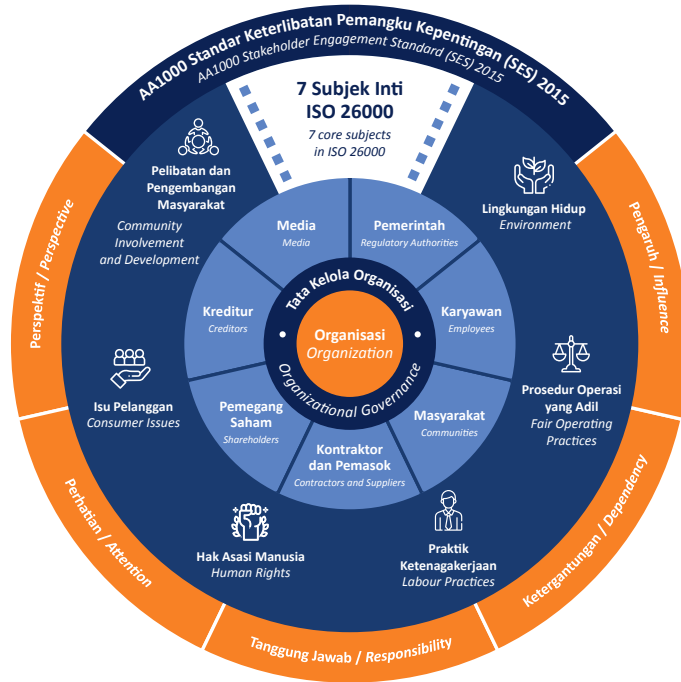 AA1000 Standar Keterlibatan Pemangku Kepentingan (SES) 2015
AA1000 Stakeholder Engagement Standard (SES) 2015
7 Subjek Inti
ISO 26000
7 core subjects
in ISO 26000
Pelibatan dan
Pengembangan
Masyarakat
Community
Involvement
and Development
Lingkungan Hidup
Environment
Perspektif / Perspective
Pengaruh / Influence
Media
Media
Pemerintah
Regulatory Authorities
Kreditur
Creditors
Karyawan
Employees
Tata Kelola Organisasi
Organisasi
Organization
Organizational Governance
Isu Pelanggan
Consumer Issues
Prosedur Operasi
yang Adil
Fair Operating
Practices
Pemegang
Saham
Shareholders
Masyarakat
Communities
Kontraktor
dan Pemasok
Contractors and Suppliers
Hak Asasi Manusia
Human Rights
Praktik
Ketenagakerjaan
Labour Practices
Perhatian / Attention
Ketergantungan / Dependency
Tanggung Jawab / Responsibility